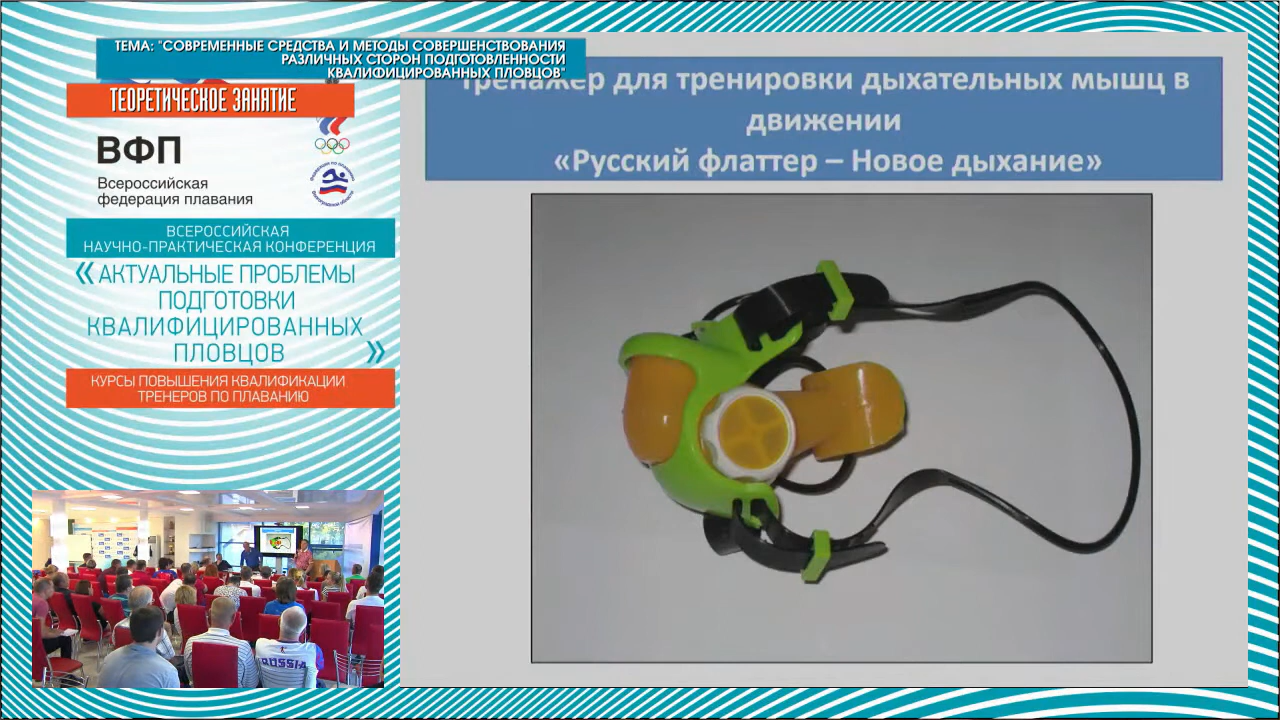 ТЕМА: "СОВРЕМЕННЫЕ СРЕДСТВА И МЕТОДЫ СОВЕРШЕНСТВОВАНИЯ
РАЗЛИЧНЫХ СТОРОН ПОДГОТОВЛЕННОСТИ
КВАЛИФИЦИРОВАННЫХ ПЛОВЦОВ"
ТЕОРЕТИЧЕСКОЕ ЗАНЯТИЕ
ВФП
Всероссийская
федерация плавания
ВСЕРОССИЙСКАЯ
НАУЧНО-ПРАКТИЧЕСКАЯ КОНФЕРЕНЦИЯ
«АКТУАЛЬНЫЕ ПРОБЛЕМЫ
ПОДГОТОВКИ
КВАЛИФИЦИРОВАННЫХ
ПЛОВЦОВ »
КУРСЫ ПОВЫШЕНИЯ КВАЛИФИКАЦИИ
ТРЕНЕРОВ ПО ПЛАВАНИЮ
Тренажер для тренировки дыхательных мышц в
движении
«Русский флаттер – Новое дыхание»
RUSSIA